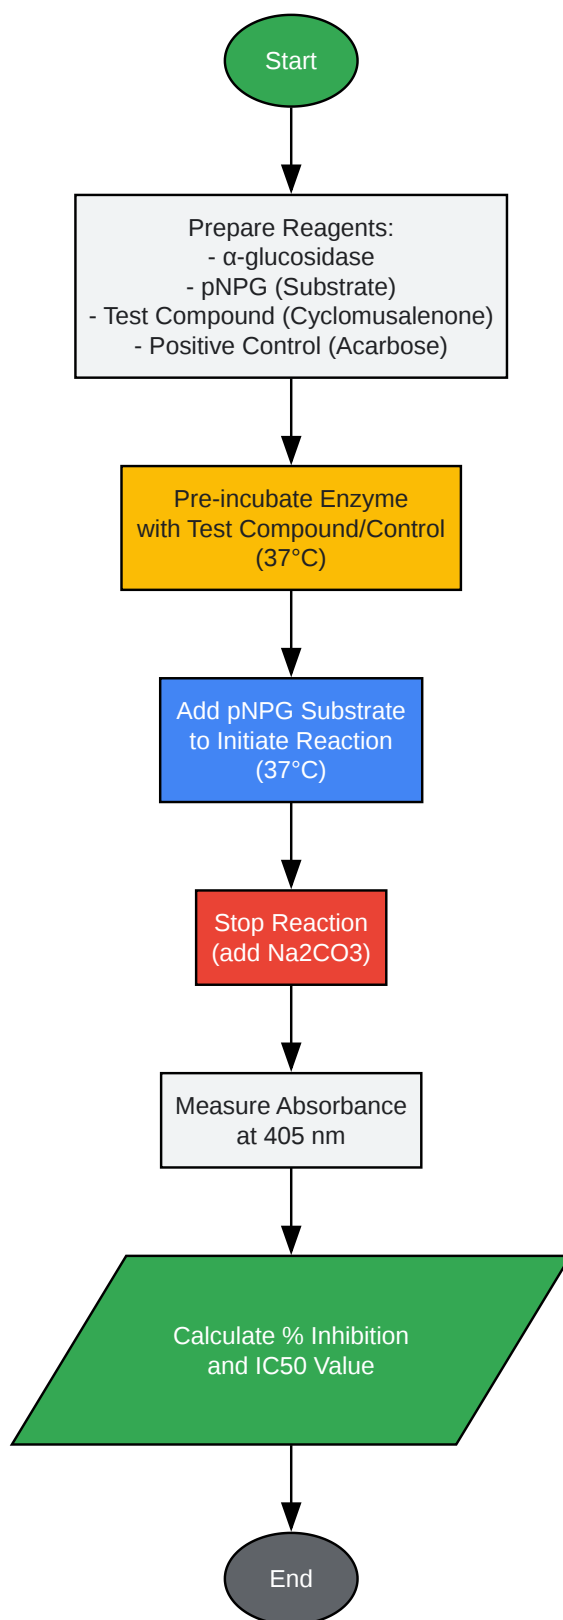 Start
Prepare Reagents:
- α-glucosidase
- pNPG (Substrate)
- Test Compound (Cyclomusalenone)
- Positive Control (Acarbose)
Pre-incubate Enzyme
with Test Compound/Control
(37°C)
Add pNPG Substrate
to Initiate Reaction
(37°C)
Stop Reaction
(add Na2CO3)
Measure Absorbance
at 405 nm
Calculate % Inhibition
and IC50 Value
End